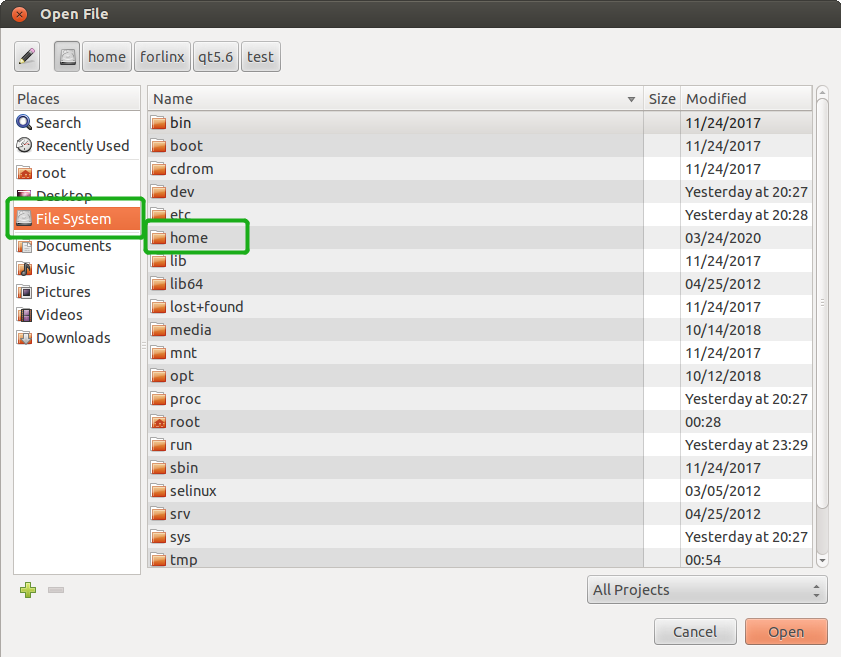 Open File
home forlinx qt5.6 test
Places
Search
Recently Used
root
Desktop
File System
Documents
Music
Pictures
Videos
Downloads
Name Size Modified
bin 11/24/2017
boot 11/24/2017
cdrom 11/24/2017
dev Yesterday at 20:27
etc Yesterday at 20:28
home 03/24/2020
lib 11/24/2017
lib64 04/25/2012
lost+found 11/24/2017
media 10/14/2018
mnt 11/24/2017
opt 10/12/2018
proc Yesterday at 20:27
root 00:28
run Yesterday at 23:29
sbin 11/24/2017
selinux 03/05/2012
srv 04/25/2012
sys Yesterday at 20:27
tmp 00:54
All Projects
Cancel Open